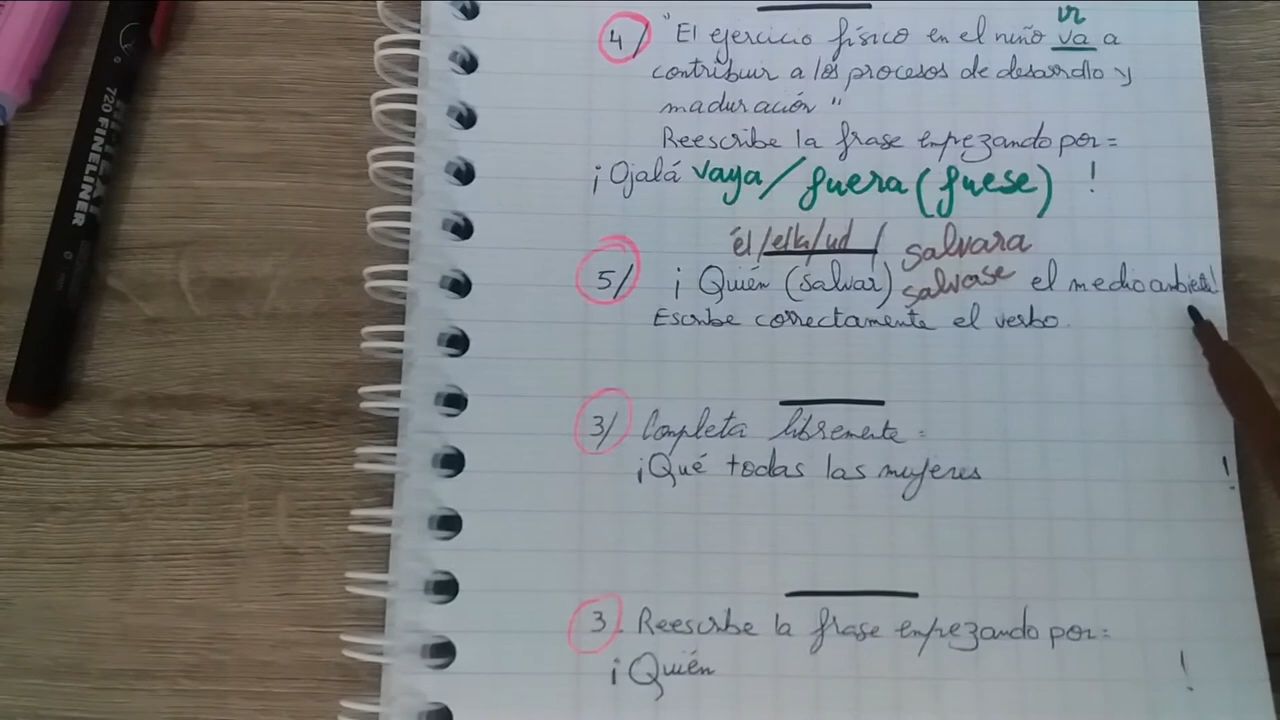 ir
4/ "El ejercicio físico en el niño va a
contribuir a los procesos de desarrollo y
maduración"
Reescribe la frase empezando por=
¡Ojalá vaya/fuera (fuese) !
él/ella/ud / salvara
5/ ¡Quién (salvar) salvase el medioambiente!
Escribe correctamente el verbo.
3/ Completa libremente:
¡Qué todas las mujeres !
3. Reescribe la frase empezando por:
¡Quién !
720 FINELINER